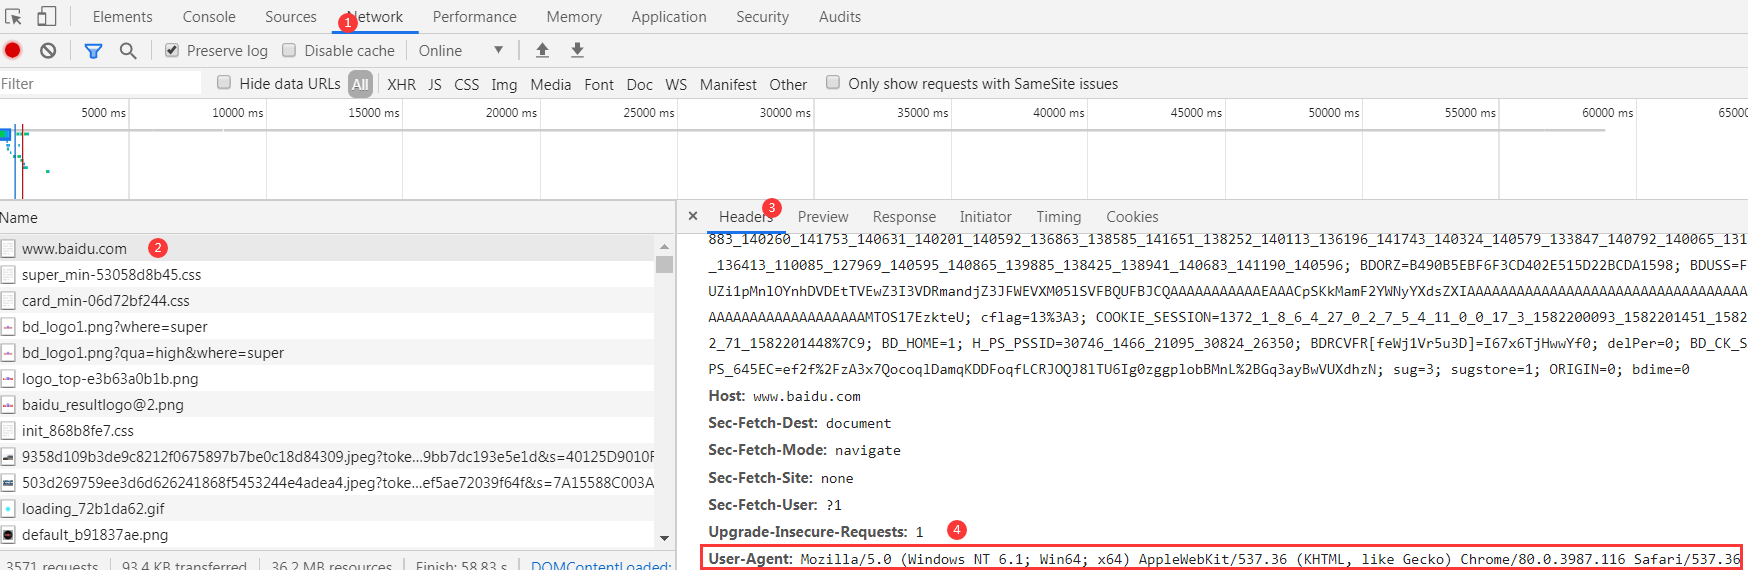 Elements Console Sources Network Performance Memory Application Security Audits
1
Preserve log Disable cache Online
Filter Hide data URLs All XHR JS CSS Img Media Font Doc WS Manifest Other Only show requests with SameSite issues
5000 ms 10000 ms 15000 ms 20000 ms 25000 ms 30000 ms 35000 ms 40000 ms 45000 ms 50000 ms 55000 ms 60000 ms 65000
Name
www.baidu.com 2
super_min-53058d8b45.css
card_min-06d72bf244.css
bd_logo1.png?where=super
bd_logo1.png?qua=high&where=super
logo_top-e3b63a0b1b.png
baidu_resultlogo@2.png
init_868b8fe7.css
9358d109b3de9c8212f0675897b7be0c18d84309.jpeg?toke...9bb7dc193e5e1d&s=40125D9010F
503d269759ee3d6d626241868f5453244e4adea4.jpeg?toke...ef5ae72039f64f&s=7A15588C003A
loading_72b1da62.gif
default_b91837ae.png
3571 requests 93.4 KB transferred 36.2 MB resources Finish: 58.83 s DOMContentLoaded:
× Headers Preview Response Initiator Timing Cookies
3
883_140260_141753_140631_140201_140592_136863_138585_141651_138252_140113_136196_141743_140324_140579_133847_140792_140065_131
_136413_110085_127969_140595_140865_139885_138425_138941_140683_141190_140596; BDORZ=B490B5EBF6F3CD402E515D22BCDA1598; BDUSS=F
; cflag=13%3A3; COOKIE_SESSION=1372_1_8_6_4_27_0_2_7_5_4_11_0_0_17_3_1582200093_1582201451_1582
2_71_1582201448%7C9; BD_HOME=1; H_PS_PSSID=30746_1466_21095_30824_26350; BDRCVFR[feWj1Vr5u3D]=I67x6TjHwwYf0; delPer=0; BD_CK_S
; sug=3; sugstore=1; ORIGIN=0; bdime=0
Host: www.baidu.com
Sec-Fetch-Dest: document
Sec-Fetch-Mode: navigate
Sec-Fetch-Site: none
Sec-Fetch-User: ?1
Upgrade-Insecure-Requests: 1 4
User-Agent: Mozilla/5.0 (Windows NT 6.1; Win64; x64) AppleWebKit/537.36 (KHTML, like Gecko) Chrome/80.0.3987.116 Safari/537.36